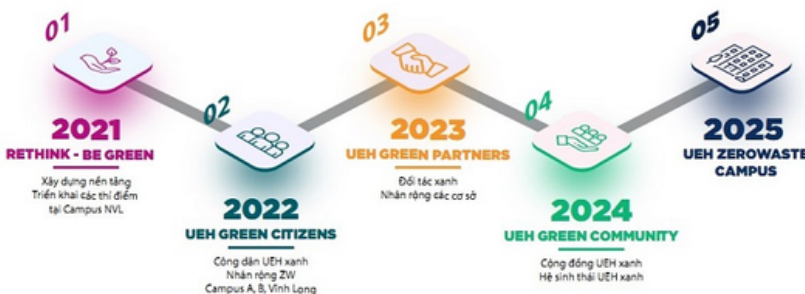 01
2021
RETHINK - BE GREEN
Xây dựng nền tảng
Triển khai các thí điểm
tại Campus NVL
02
2022
UEH GREEN CITIZENS
Công dân UEH xanh
Nhân rộng ZW
Campus A, B, Vĩnh Long
03
2023
UEH GREEN PARTNERS
Đối tác xanh
Nhân rộng các cơ sở
04
2024
UEH GREEN COMMUNITY
Cộng đồng UEH xanh
Hệ sinh thái UEH xanh
05
2025
UEH ZEROWASTE
CAMPUS